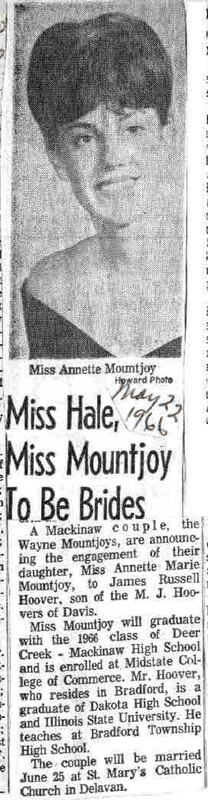 Miss Annette Mountjoy
Howard Photo
May 22
1966
Miss Hale,
Miss Mountjoy
To Be Brides
A Mackinaw couple, the
Wayne Mountjoys, are announc-
ing the engagement of their
daughter, Miss Annette Marie
Mountjoy, to James Russell
Hoover, son of the M. J. Hoo-
vers of Davis.
Miss Mountjoy will graduate
with the 1966 class of Deer
Creek - Mackinaw High School
and is enrolled at Midstate Col-
lege of Commerce. Mr. Hoover,
who resides in Bradford, is a
graduate of Dakota High School
and Illinois State University. He
teaches at Bradford Township
High School.
The couple will be married
June 25 at St. Mary's Catholic
Church in Delavan.